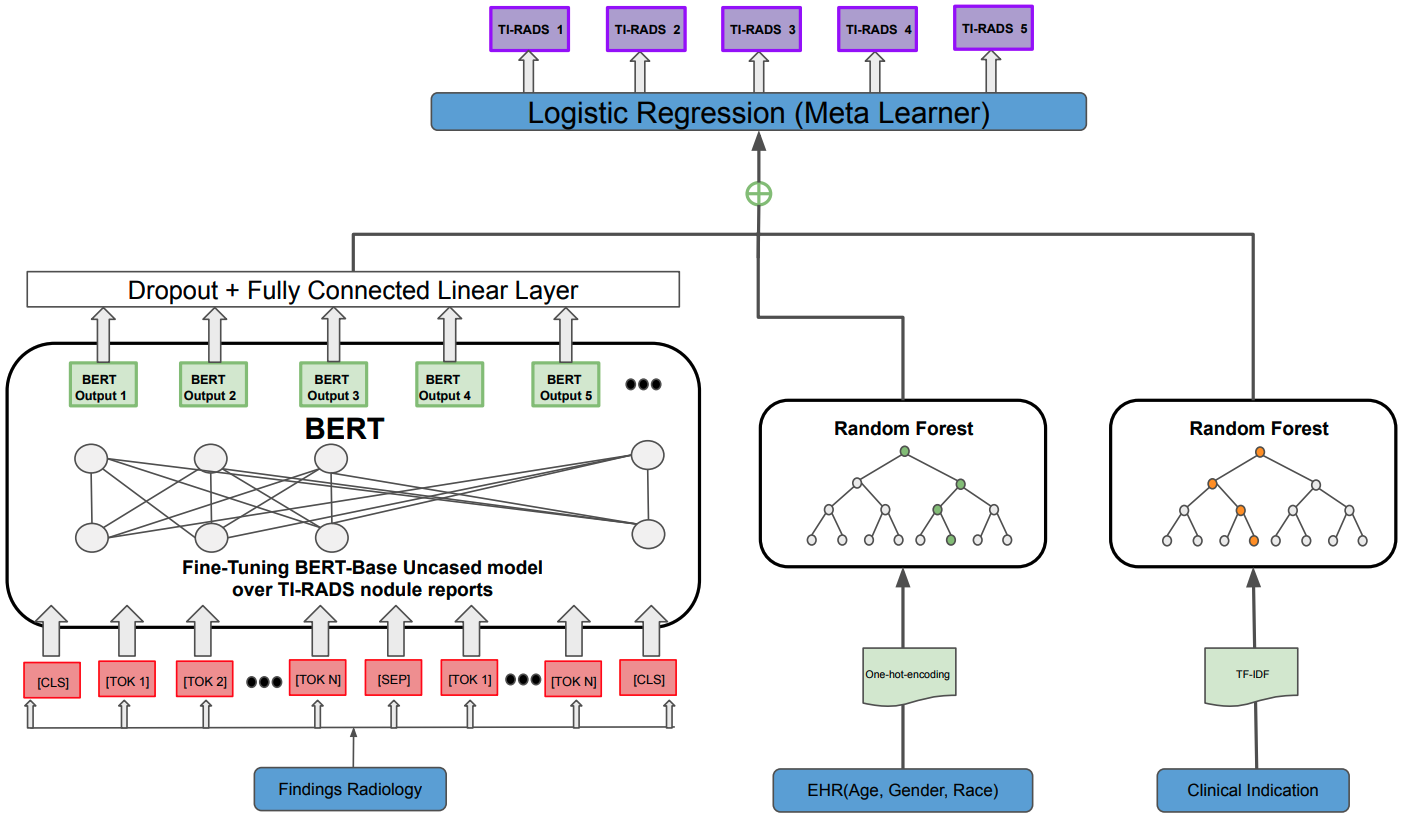 TI-RADS 1
TI-RADS 2
TI-RADS 3
TI-RADS 4
TI-RADS 5
Logistic Regression (Meta Learner)
Dropout + Fully Connected Linear Layer
BERT
Output 1
BERT
Output 2
BERT
Output 3
BERT
Output 4
BERT
Output 5
BERT
Fine-Tuning BERT-Base Uncased model
over TI-RADS nodule reports
[CLS]
[TOK 1]
[TOK 2]
[TOK N]
[SEP]
[TOK 1]
[TOK N]
[CLS]
Findings Radiology
Random Forest
One-hot-encoding
EHR(Age, Gender, Race)
Random Forest
TF-IDF
Clinical Indication